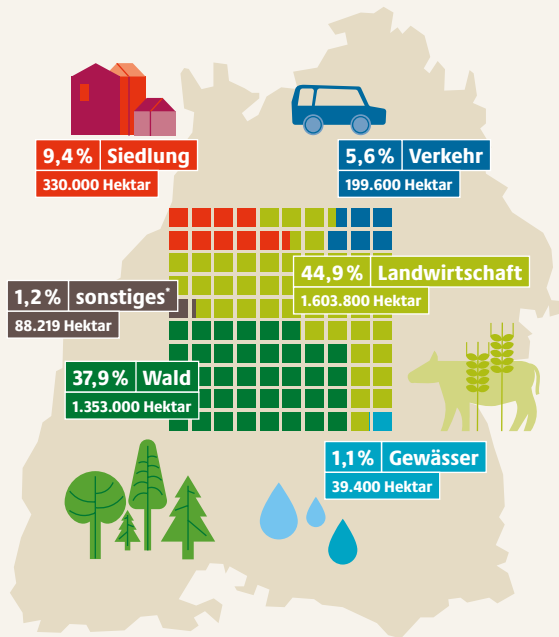 9,4 % Siedlung
330.000 Hektar
5,6 % Verkehr
199.600 Hektar
44,9 % Landwirtschaft
1.603.800 Hektar
1,2 % sonstiges*
88.219 Hektar
37,9 % Wald
1.353.000 Hektar
1,1 % Gewässer
39.400 Hektar